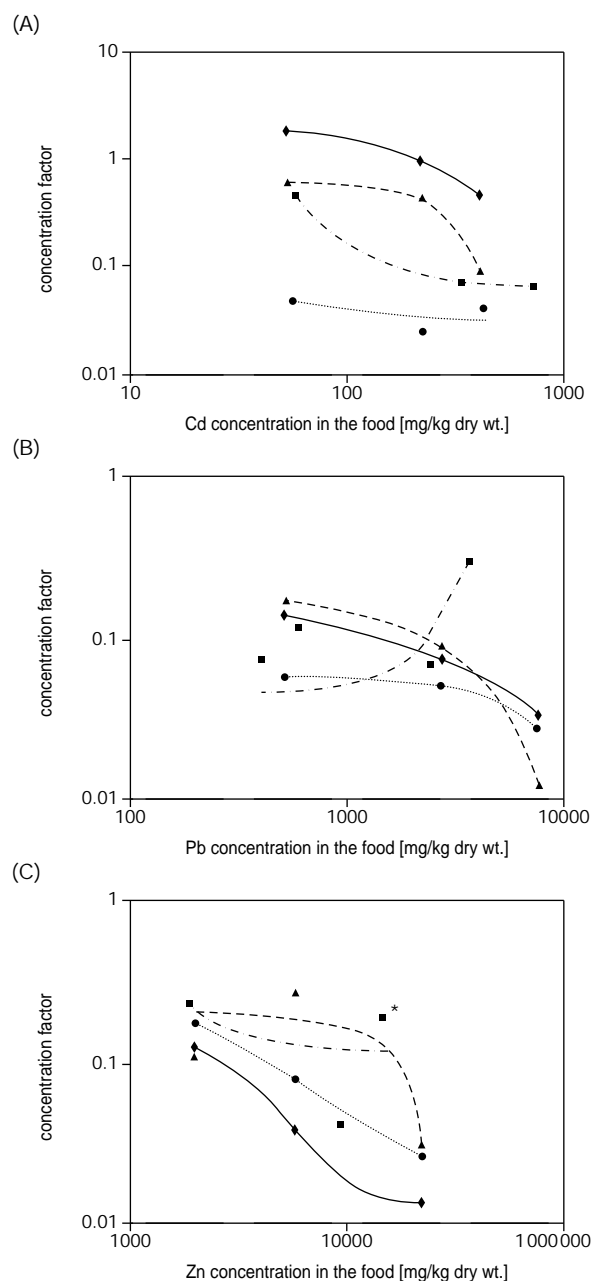 (A)
10
1
0.1
0.01
concentration factor
10
100
1000
Cd concentration in the food [mg/kg dry wt.]
(B)
1
0.1
0.01
concentration factor
100
1000
10000
Pb concentration in the food [mg/kg dry wt.]
(C)
1
*
0.1
0.01
concentration factor
1000
10000
1000000
Zn concentration in the food [mg/kg dry wt.]